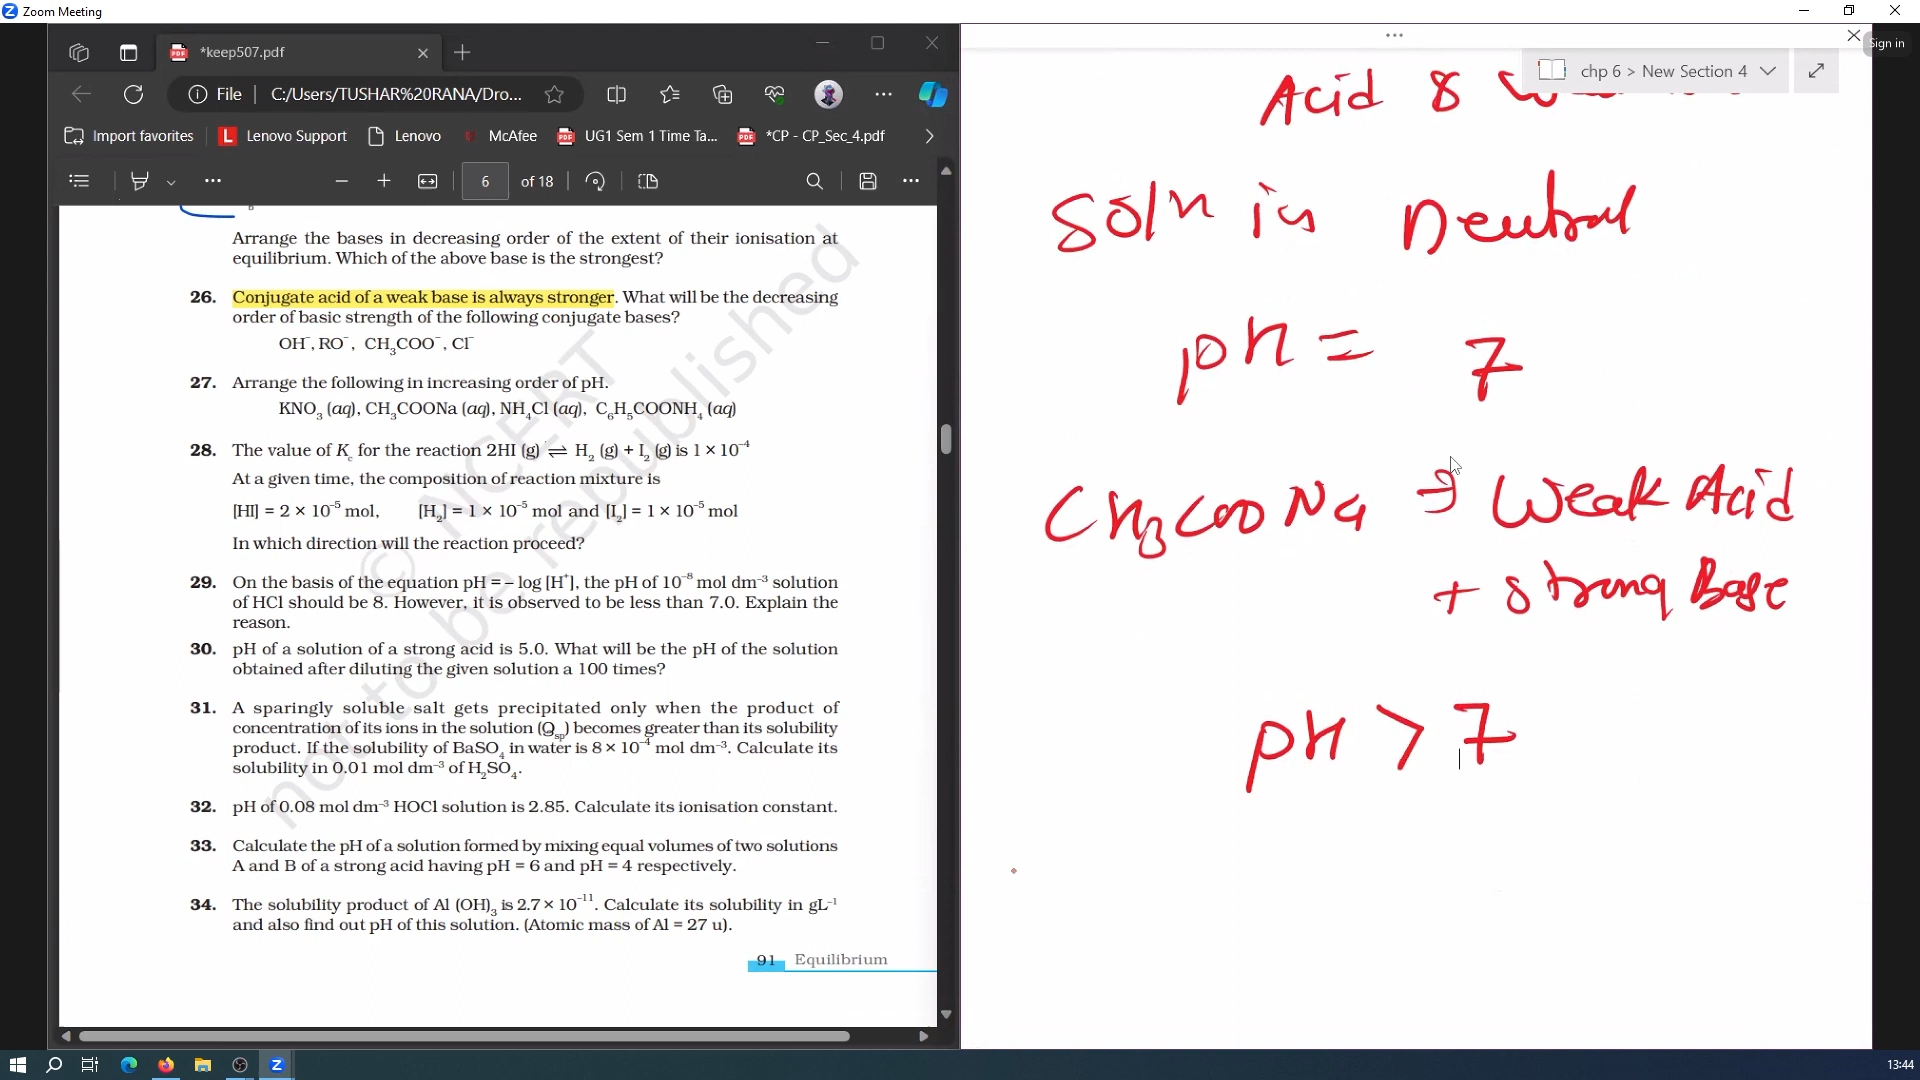 Zoom Meeting
*keep507.pdf
Sign in
File | C:/Users/TUSHAR%20RANA/Dro...
Import favorites Lenovo Support Lenovo McAfee UG1 Sem 1 Time Ta... *CP - CP_Sec_4.pdf
6 of 18
Arrange the bases in decreasing order of the extent of their ionisation at
equilibrium. Which of the above base is the strongest?
26. Conjugate acid of a weak base is always stronger. What will be the decreasing
order of basic strength of the following conjugate bases?
OH⁻, RO⁻, CH₃COO⁻, Cl⁻
27. Arrange the following in increasing order of pH.
KNO₃ (aq), CH₃COONa (aq), NH₄Cl (aq), C₆H₅COONH₄ (aq)
28. The value of K꜀ for the reaction 2HI (g) ⇌ H₂ (g) + I₂ (g) is 1 × 10⁻⁴
At a given time, the composition of reaction mixture is
[HI] = 2 × 10⁻⁵ mol, [H₂] = 1 × 10⁻⁵ mol and [I₂] = 1 × 10⁻⁵ mol
In which direction will the reaction proceed?
29. On the basis of the equation pH = – log [H⁺], the pH of 10⁻⁸ mol dm⁻³ solution
of HCl should be 8. However, it is observed to be less than 7.0. Explain the
reason.
30. pH of a solution of a strong acid is 5.0. What will be the pH of the solution
obtained after diluting the given solution a 100 times?
31. A sparingly soluble salt gets precipitated only when the product of
concentration of its ions in the solution (Qsp) becomes greater than its solubility
product. If the solubility of BaSO₄ in water is 8 × 10⁻⁴ mol dm⁻³. Calculate its
solubility in 0.01 mol dm⁻³ of H₂SO₄.
32. pH of 0.08 mol dm⁻³ HOCl solution is 2.85. Calculate its ionisation constant.
33. Calculate the pH of a solution formed by mixing equal volumes of two solutions
A and B of a strong acid having pH = 6 and pH = 4 respectively.
34. The solubility product of Al (OH)₃ is 2.7 × 10⁻¹¹. Calculate its solubility in gL⁻¹
and also find out pH of this solution. (Atomic mass of Al = 27 u).
91 Equilibrium
© NCERT
not to be republished
chp 6 > New Section 4
Acid &
Soln is Neutral
pH = 7
CH3COONa → Weak Acid
+ strong Base
pH > 7
13:44